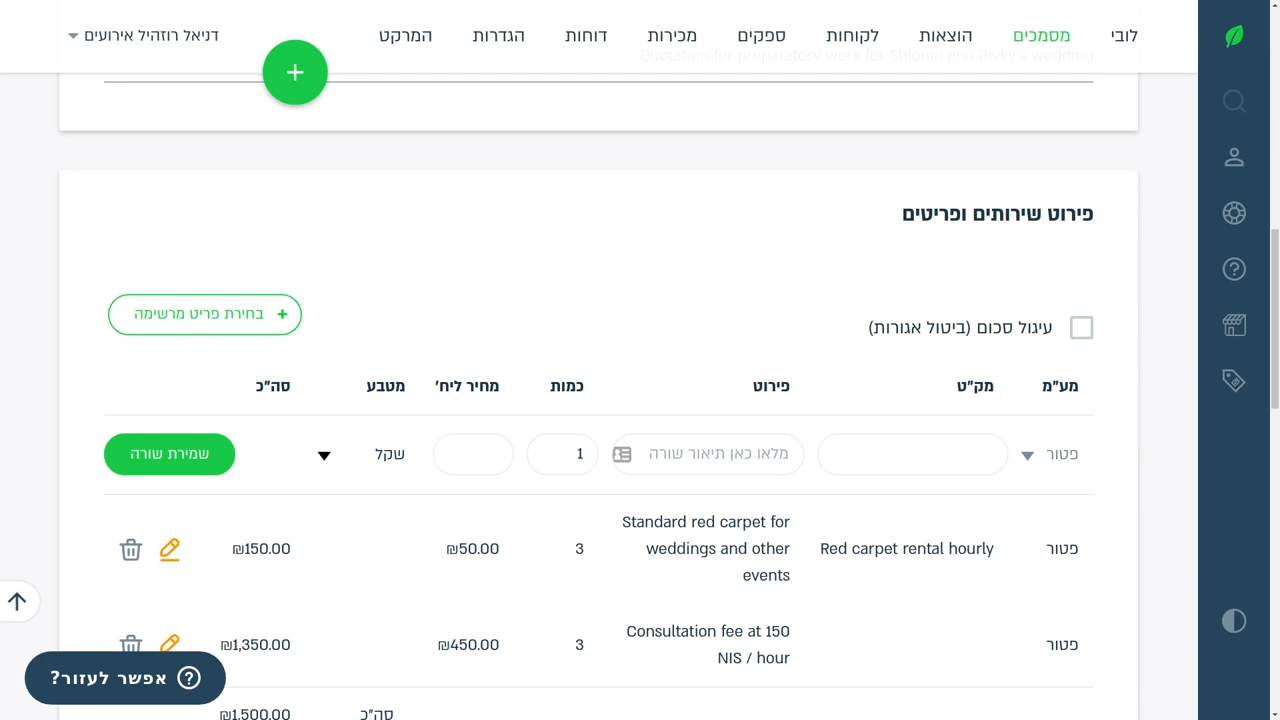 לובי
מסמכים
הוצאות
לקוחות
ספקים
מכירות
דוחות
הגדרות
המרקט
דניאל רוזהיל אירועים
Quotation for preparatory work for Shlomo and Rivky's wedding
+
פירוט שירותים ופריטים
עיגול סכום (ביטול אגורות)
+ בחירת פריט מרשימה
מע"מ מק"ט פירוט כמות מחיר ליח' מטבע סה"כ
פטור מלאו כאן תיאור שורה 1 שקל שמירת שורה
פטור Red carpet rental hourly Standard red carpet for
weddings and other
events
3 ₪50.00 ₪150.00
פטור Consultation fee at 150
NIS / hour
3 ₪450.00 ₪1,350.00
סה"כ ₪1,500.00
אפשר לעזור?